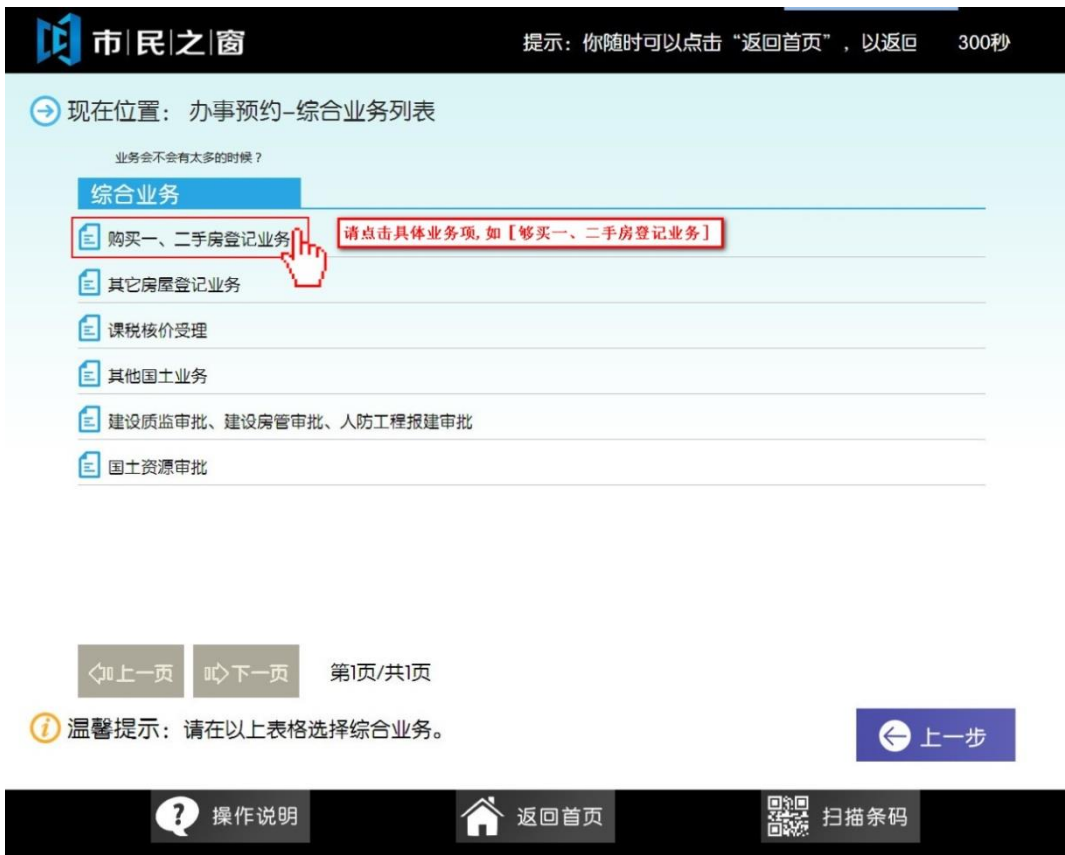 市民之窗
提示：你随时可以点击“返回首页”，以返回 300秒
现在位置： 办事预约-综合业务列表
业务会不会有太多的时候？
综合业务
购买一、二手房登记业务
请点击具体业务项,如［够买一、二手房登记业务］
其它房屋登记业务
课税核价受理
其他国土业务
建设质监审批、建设房管审批、人防工程报建审批
国土资源审批
上一页 下一页 第1页/共1页
温馨提示：请在以上表格选择综合业务。
上一步
操作说明 返回首页 扫描条码